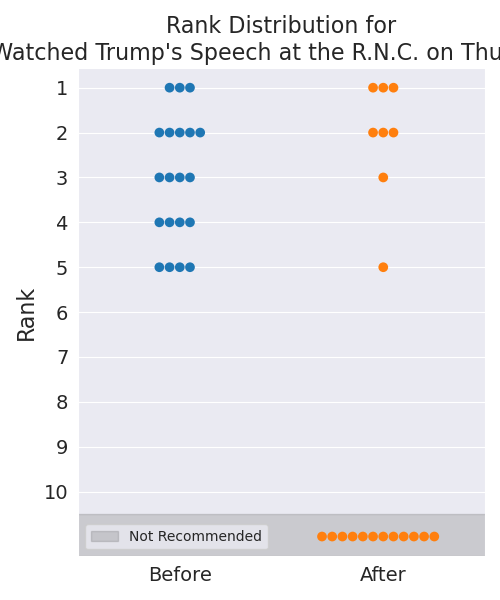 Rank Distribution for
Watched Trump's Speech at the R.N.C. on Thu
1
2
3
4
5
6
7
8
9
10
Rank
Not Recommended
Before After